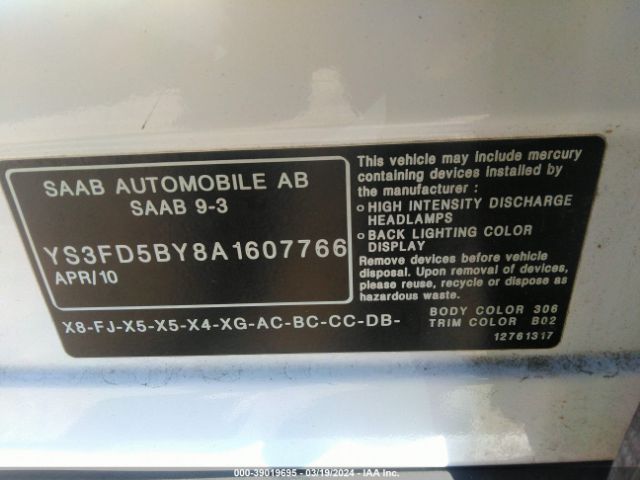 SAAB AUTOMOBILE AB
SAAB 9-3
YS3FD5BY8A1607766
APR/10
X8-FJ-X5-X5-X4-XG-AC-BC-CC-DB-
This vehicle may include mercury
containing devices installed by
the manufacturer :
HIGH INTENSITY DISCHARGE
HEADLAMPS
BACK LIGHTING COLOR
DISPLAY
Remove devices before vehicle
disposal. Upon removal of devices,
please reuse, recycle or dispose as
hazardous waste.
BODY COLOR 306
TRIM COLOR B02
12761317
000-39019695 - 03/19/2024 - IAA Inc.